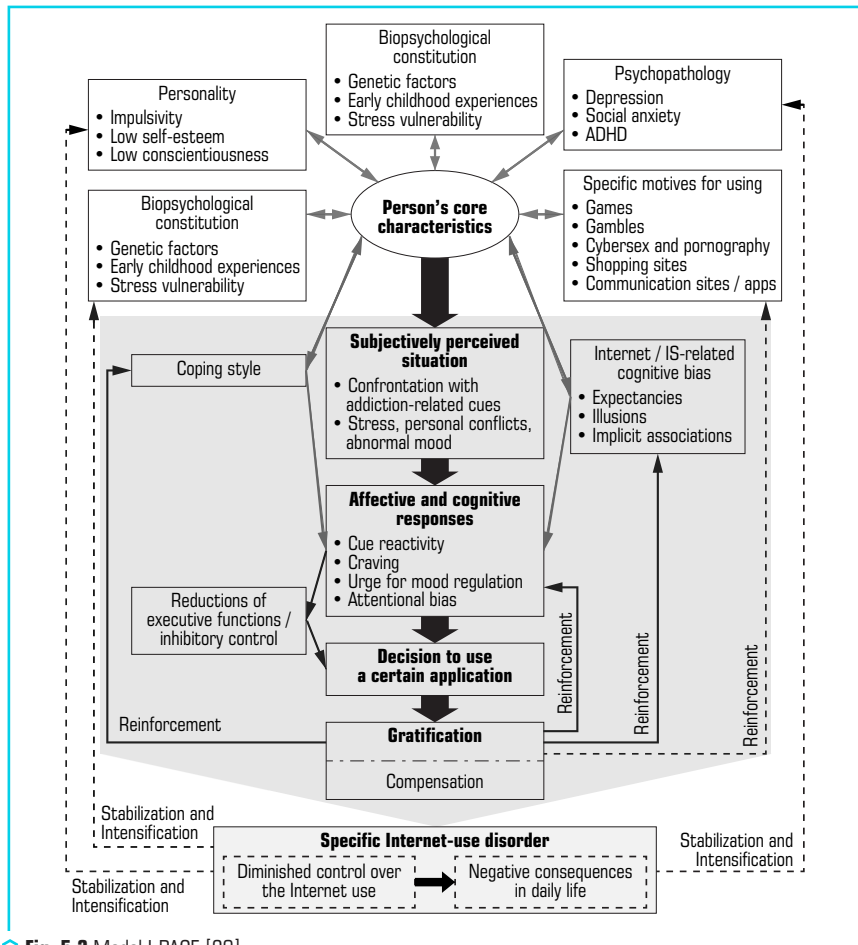 Biopsychological
constitution
• Genetic factors
• Early childhood experiences
• Stress vulnerability
Personality
• Impulsivity
• Low self-esteem
• Low conscientiousness
Psychopathology
• Depression
• Social anxiety
• ADHD
Biopsychological
constitution
• Genetic factors
• Early childhood experiences
• Stress vulnerability
Person's core
characteristics
Specific motives for using
• Games
• Gambles
• Cybersex and pornography
• Shopping sites
• Communication sites / apps
Coping style
Subjectively perceived
situation
• Confrontation with
addiction-related cues
• Stress, personal conflicts,
abnormal mood
Internet / IS-related
cognitive bias
• Expectancies
• Illusions
• Implicit associations
Affective and cognitive
responses
• Cue reactivity
• Craving
• Urge for mood regulation
• Attentional bias
Reductions of
executive functions /
inhibitory control
Decision to use
a certain application
Reinforcement
Reinforcement
Reinforcement
Reinforcement
Gratification
Compensation
Stabilization and
Intensification
Specific Internet-use disorder
Diminished control over
the Internet use
Negative consequences
in daily life
Stabilization and
Intensification
Stabilization and
Intensification